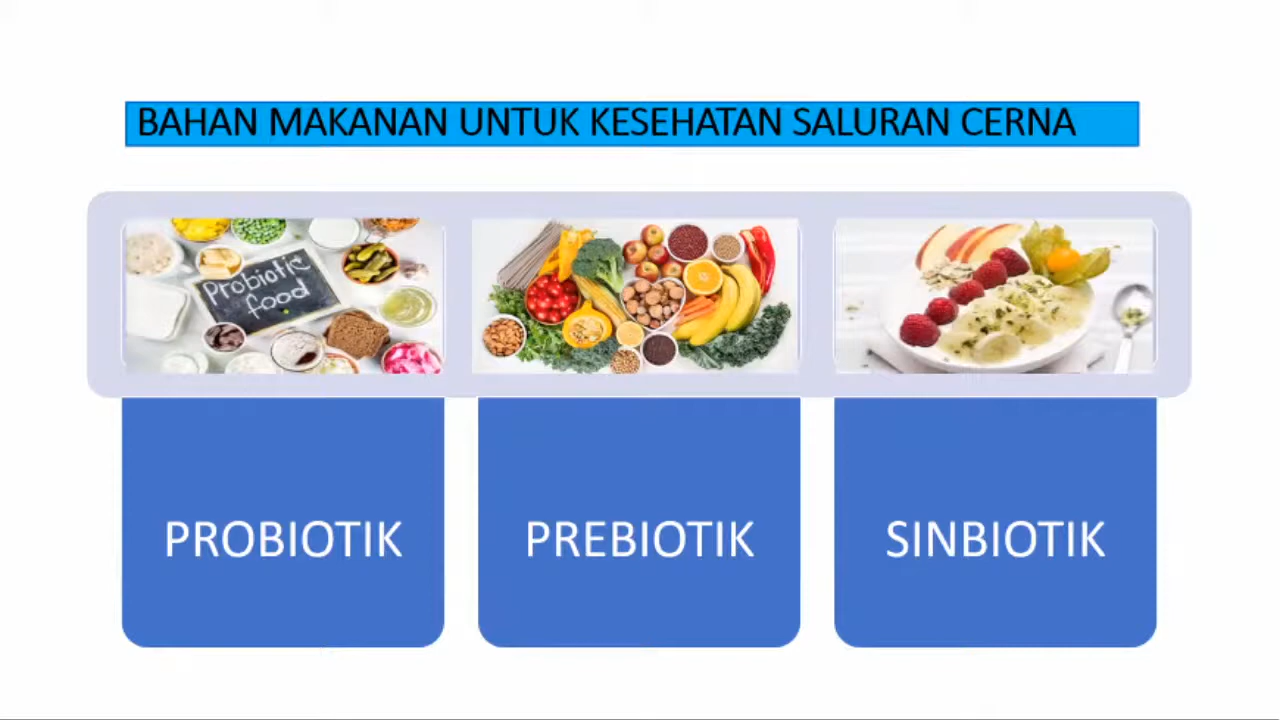 BAHAN MAKANAN UNTUK KESEHATAN SALURAN CERNA
Probiotic
food
PROBIOTIK
PREBIOTIK
SINBIOTIK